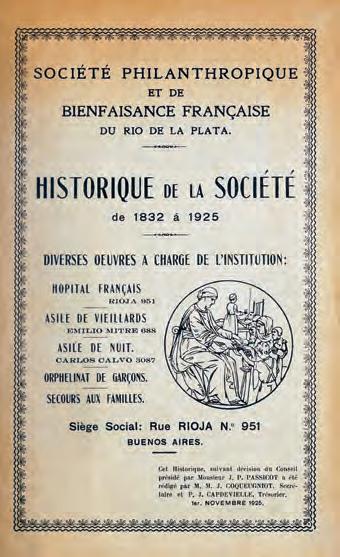 SOCIÉTÉ PHILANTHROPIQUE
ET DE
BIENFAISANCE FRANÇAISE
DU RIO DE LA PLATA.
HISTORIQUE DE LA SOCIÉTÉ
de 1832 á 1925
DIVERSES OEUVRES A CHARGE DE L'INSTITUTION:
HOPITAL FRANÇAIS
RIOJA 951
ASILE DE VIEILLARDS
EMILIO MITRE 688
ASILE DE NUIT.
CARLOS CALVO 3087
ORPHELINAT DE GARÇONS.
SECOURS AUX FAMILLES.
Siège Social: Rue RIOJA N.º 951
BUENOS AIRES.
Cet Historique, suivant décision du Conseil
présidé par Monsieur J. P. PASSICOT a été
rédigé par M. M. J. COQUEUGNIOT, Secré-
taire et P. J. CAPDEVIELLE, Trésorier.
1er. NOVEMBRE 1925.